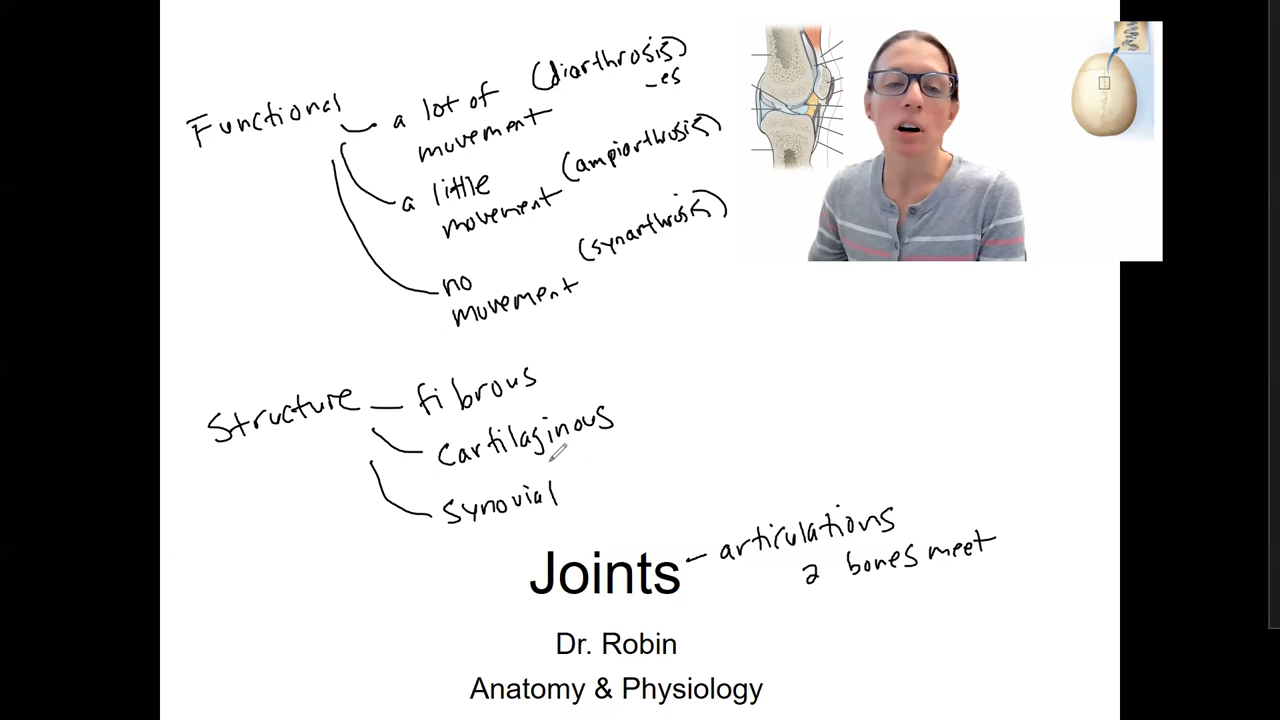 Functional
a lot of (diarthrosis)
-es
movement
a little (ampiarthosis)
movement
no (synarthrosis)
movement
Structure - fibrous
cartilaginous
synovial
Joints - articulations
2 bones meet
Dr. Robin
Anatomy & Physiology